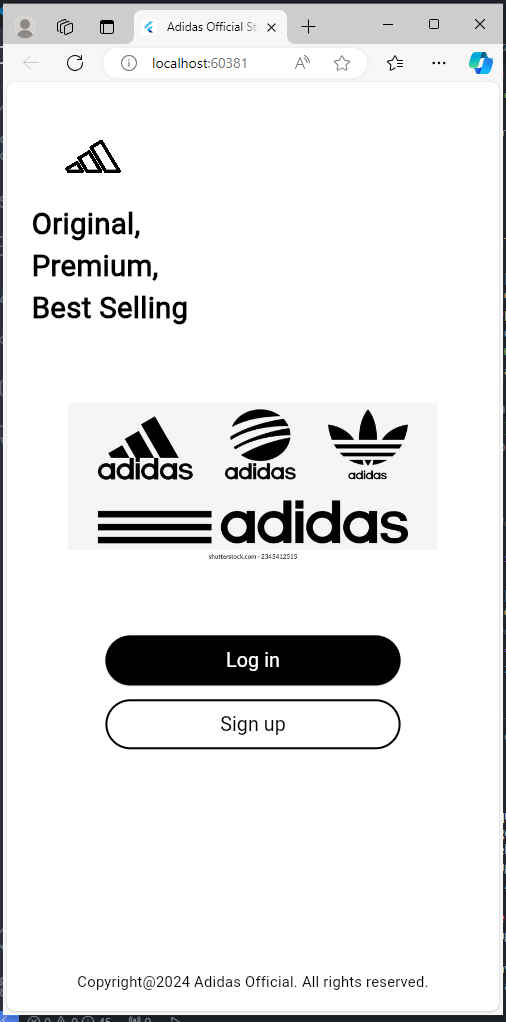 Adidas Official St
localhost:60381
Original,
Premium,
Best Selling
adidas
adidas
adidas
adidas
shutterstock.com · 2345412515
Log in
Sign up
Copyright@2024 Adidas Official. All rights reserved.